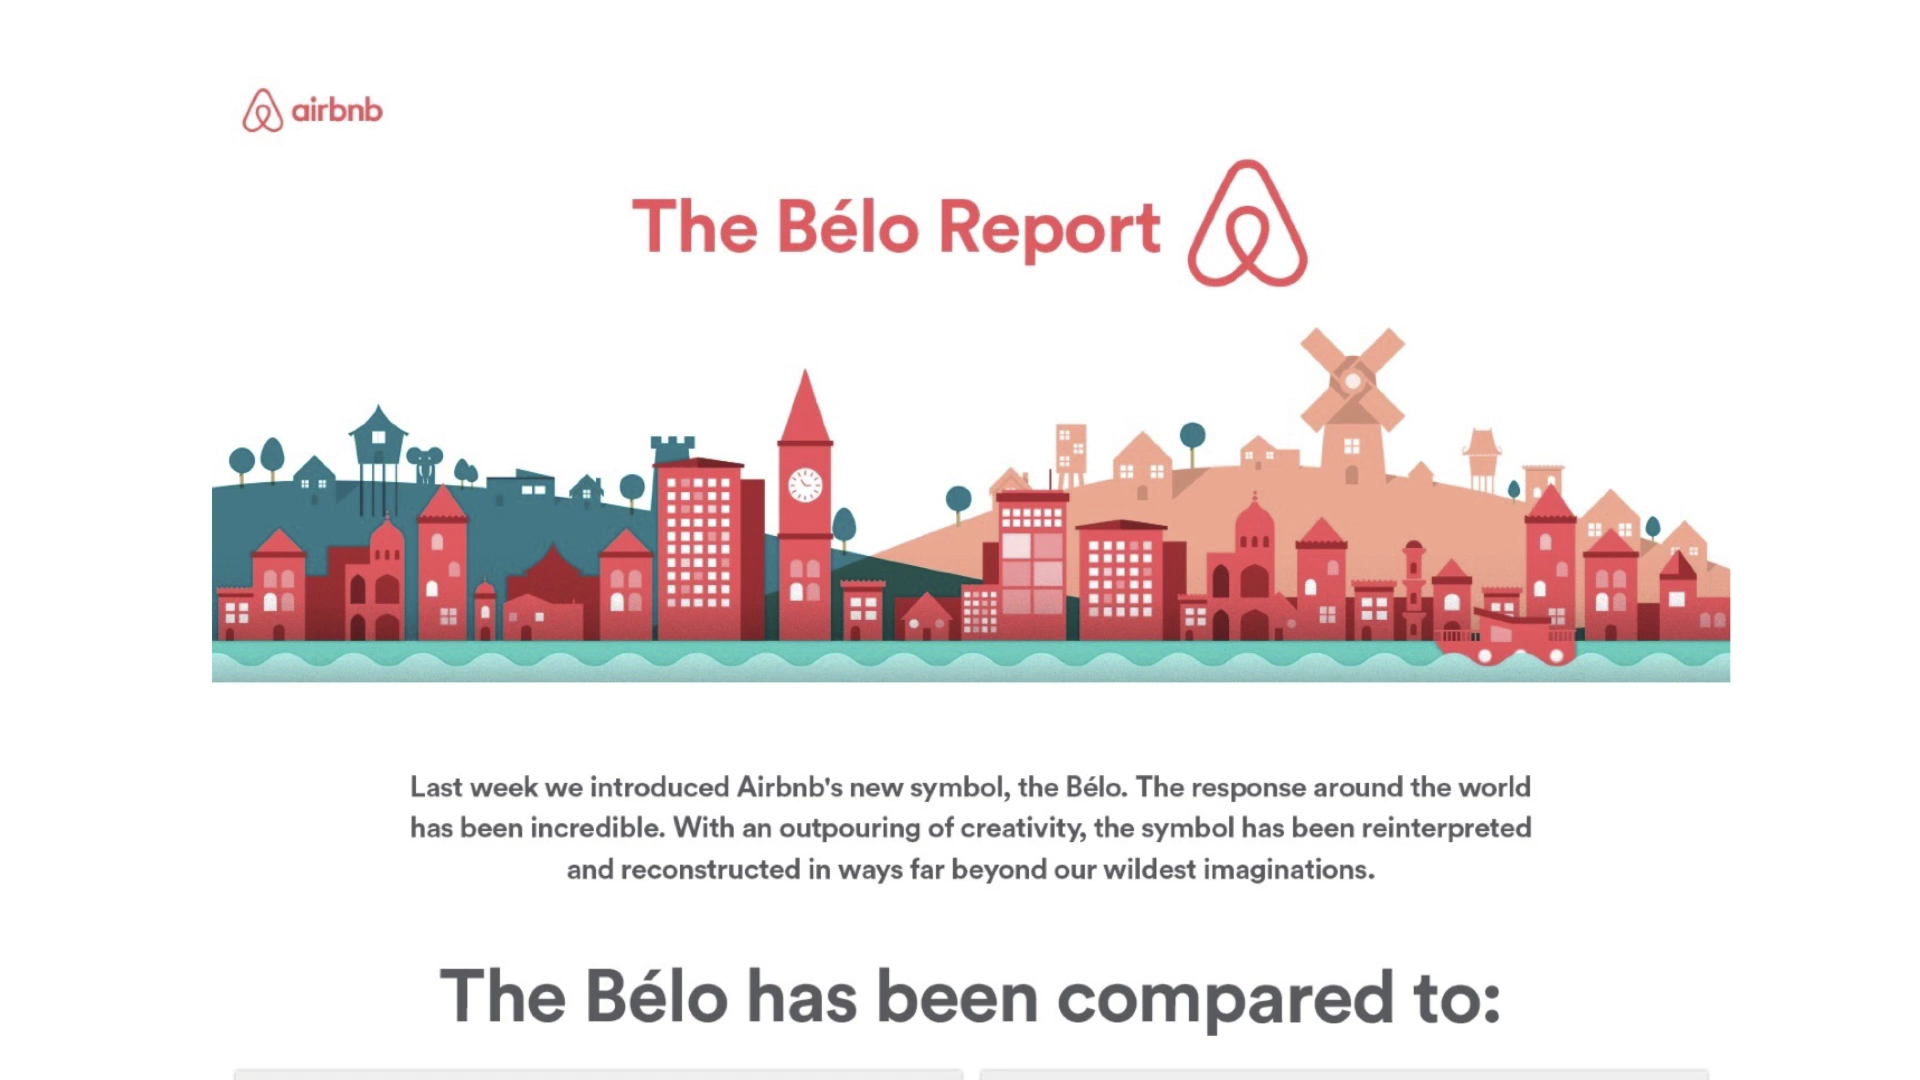 airbnb
The Bélo Report
Last week we introduced Airbnb's new symbol, the Bélo. The response around the world
has been incredible. With an outpouring of creativity, the symbol has been reinterpreted
and reconstructed in ways far beyond our wildest imaginations.
The Bélo has been compared to: